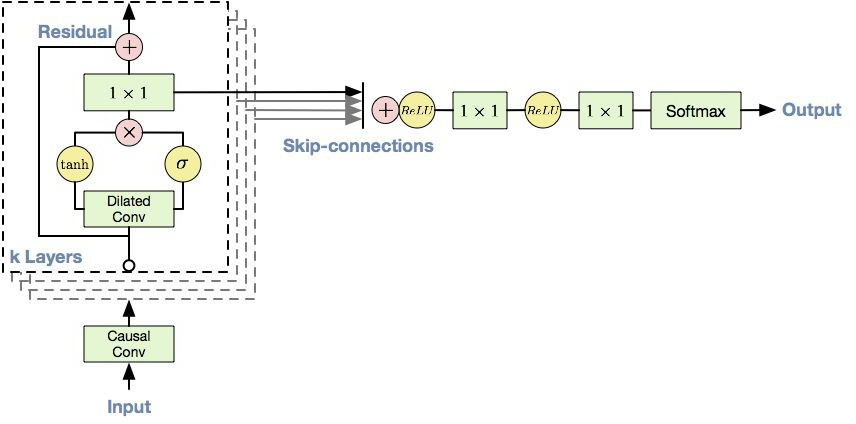 Residual
+
1 × 1
×
tanh
σ
Dilated
Conv
k Layers
Causal
Conv
Input
Skip-connections
+
ReLU
1 × 1
ReLU
1 × 1
Softmax
Output